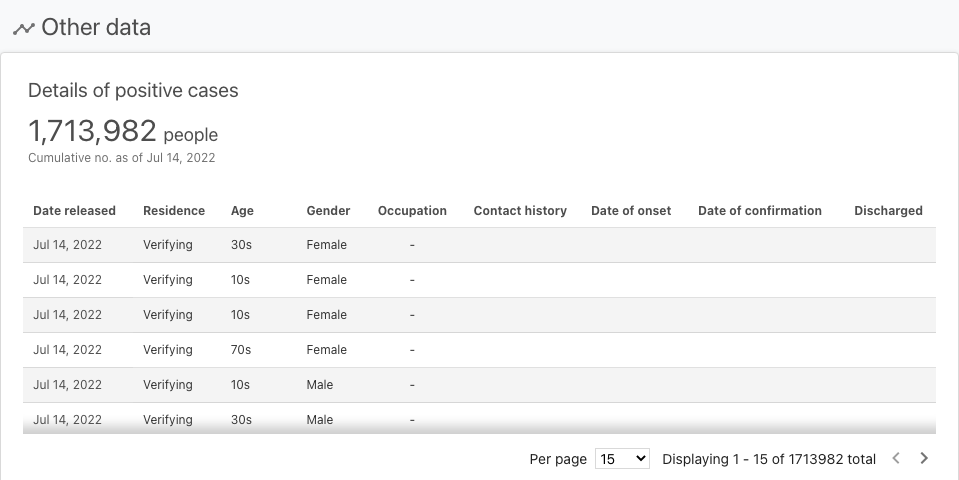 Other data
Details of positive cases
1,713,982 people
Cumulative no. as of Jul 14, 2022
Date released Residence Age Gender Occupation Contact history Date of onset Date of confirmation Discharged
Jul 14, 2022 Verifying 30s Female -
Jul 14, 2022 Verifying 10s Female -
Jul 14, 2022 Verifying 10s Female -
Jul 14, 2022 Verifying 70s Female -
Jul 14, 2022 Verifying 10s Male -
Jul 14, 2022 Verifying 30s Male -
Per page 15 Displaying 1 - 15 of 1713982 total